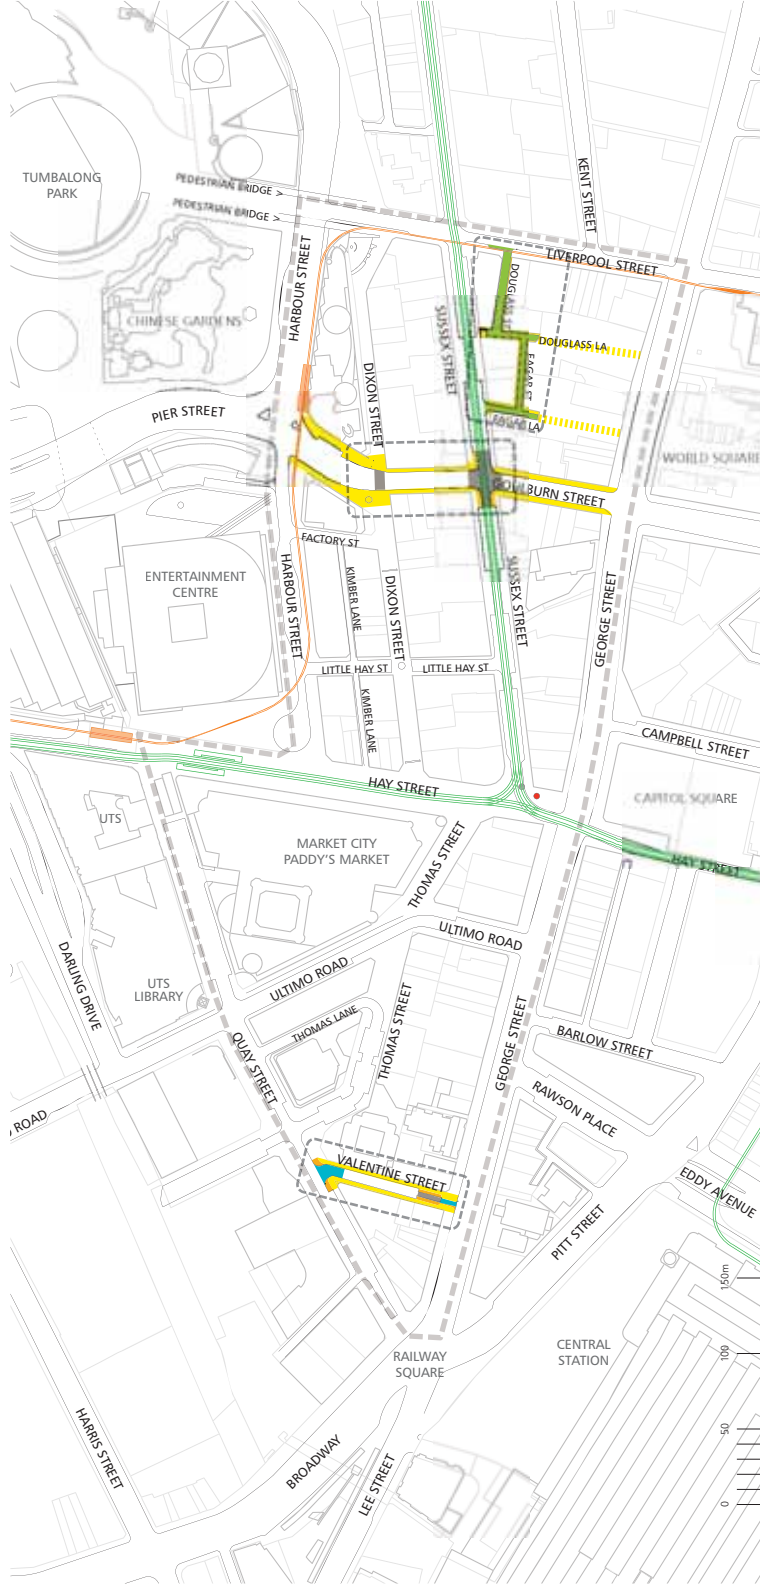 KENT STREET
TUMBALONG
PARK
PEDESTRIAN BRIDGE >
PEDESTRIAN BRIDGE >
LIVERPOOL STREET
HARBOUR STREET
DOUGLASS
CHINESE GARDENS
SUSSEX STREET
DOUGLASS LA
DIXON STREET
EAGAR ST
PIER STREET
EAGAR LA
WORLD SQUARE
GOULBURN STREET
FACTORY ST
ENTERTAINMENT
CENTRE
HARBOUR STREET
KIMBER LANE
DIXON STREET
SUSSEX STREET
GEORGE STREET
LITTLE HAY ST
LITTLE HAY ST
KIMBER LANE
CAMPBELL STREET
HAY STREET
CAPITOL SQUARE
UTS
MARKET CITY
PADDY'S MARKET
THOMAS STREET
HAY STREET
ULTIMO ROAD
DARLING DRIVE
ULTIMO ROAD
UTS
LIBRARY
THOMAS LANE
THOMAS STREET
GEORGE STREET
QUAY STREET
BARLOW STREET
RAWSON PLACE
ROAD
VALENTINE STREET
EDDY AVENUE
PITT STREET
150m
RAILWAY
SQUARE
CENTRAL
STATION
100
HARRIS STREET
BROADWAY
LEE STREET
50
0